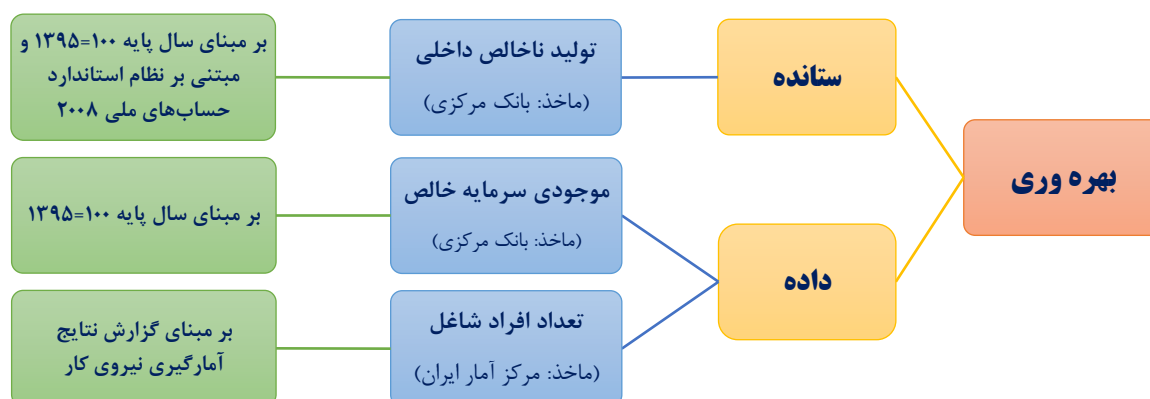 بهره وری
ستانده
تولید ناخالص داخلی
(ماخذ: بانک مرکزی)
بر مبنای سال پایه ۱۰۰=۱۳۹۵ و
مبتنی بر نظام استاندارد
حساب‌های ملی ۲۰۰۸
داده
موجودی سرمایه خالص
(ماخذ: بانک مرکزی)
بر مبنای سال پایه ۱۰۰=۱۳۹۵
تعداد افراد شاغل
(ماخذ: مرکز آمار ایران)
بر مبنای گزارش نتایج
آمارگیری نیروی کار